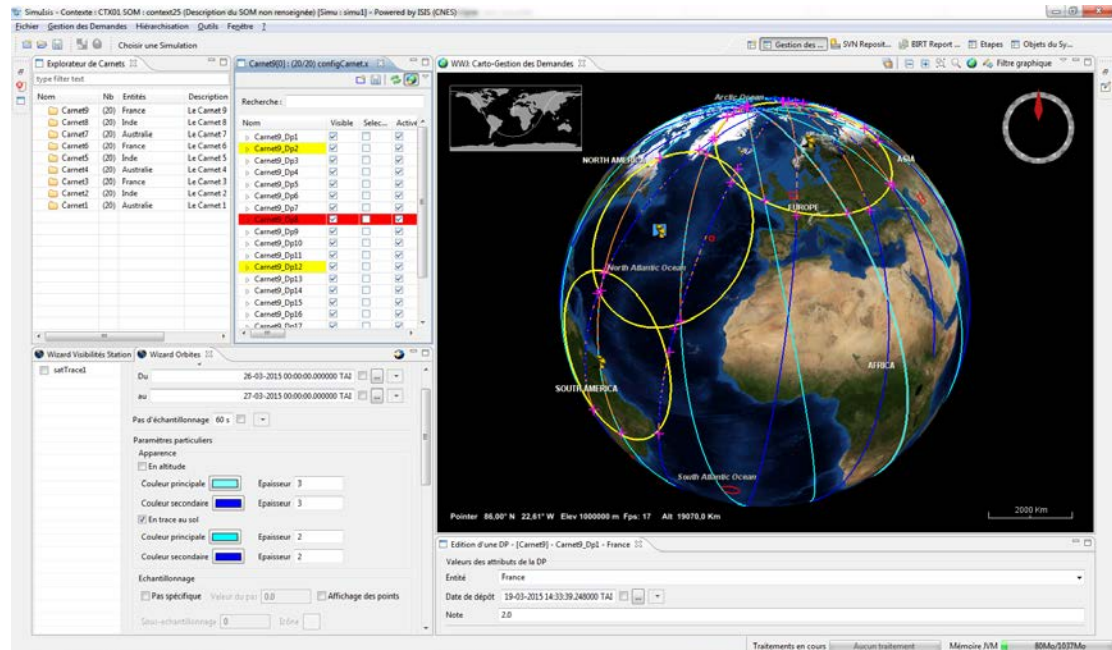 SimuIsis - Contexte : CTX01 SOM : context25 (Description du SOM non renseignée) [Simu : simu1] - Powered by ISIS (CNES)
Fichier Gestion des Demandes Hiérarchisation Outils Fenêtre ?
Choisir une Simulation
Gestion des ... SVN Reposit... BIRT Report ... Etapes Objets du Sy...
Explorateur de Carnets
type filter text
Nom Nb Entités Description
Carnet9 (20) France Le Carnet 9
Carnet8 (20) Inde Le Carnet 8
Carnet7 (20) Australie Le Carnet 7
Carnet6 (20) France Le Carnet 6
Carnet5 (20) Inde Le Carnet 5
Carnet4 (20) Australie Le Carnet 4
Carnet3 (20) France Le Carnet 3
Carnet2 (20) Inde Le Carnet 2
Carnet1 (20) Australie Le Carnet 1
Carnet9[0] : (20/20) configCarnet.x
Recherche :
Nom Visible Selec... Active
Carnet9_Dp1
Carnet9_Dp2
Carnet9_Dp3
Carnet9_Dp4
Carnet9_Dp5
Carnet9_Dp6
Carnet9_Dp7
Carnet9_Dp8
Carnet9_Dp9
Carnet9_Dp10
Carnet9_Dp11
Carnet9_Dp12
Carnet9_Dp13
Carnet9_Dp14
Carnet9_Dp15
Carnet9_Dp16
Carnet9_Dp17
WWJ: Carto-Gestion des Demandes
Filtre graphique
Arctic Ocean
NORTH AMERICA
ASIA
EUROPE
North Atlantic Ocean
AFRICA
SOUTH AMERICA
South Atlantic Ocean
2000 Km
Pointer 86,00° N 22,61° W Elev 1000000 m Fps: 17 Alt 19070,0 Km
Wizard Visibilités Station Wizard Orbites
satTrace1
Du 26-03-2015 00:00:00.000000 TAI ...
au 27-03-2015 00:00:00.000000 TAI ...
Pas d'échantillonnage 60 s
Paramètres particuliers
Apparence
En altitude
Couleur principale Epaisseur 3
Couleur secondaire Epaisseur 3
En trace au sol
Couleur principale Epaisseur 2
Couleur secondaire Epaisseur 2
Echantillonnage
Pas spécifique Valeur du pas 0.0 Affichage des points
Sous-échantillonnage 0 Icône
Edition d'une DP - [Carnet9] - Carnet9_Dp1 - France
Valeurs des attributs de la DP
Entité France
Date de dépôt 19-03-2015 14:33:39.248000 TAI ...
Note 2.0
Traitements en cours Aucun traitement Mémoire JVM 80Mo/1037Mo